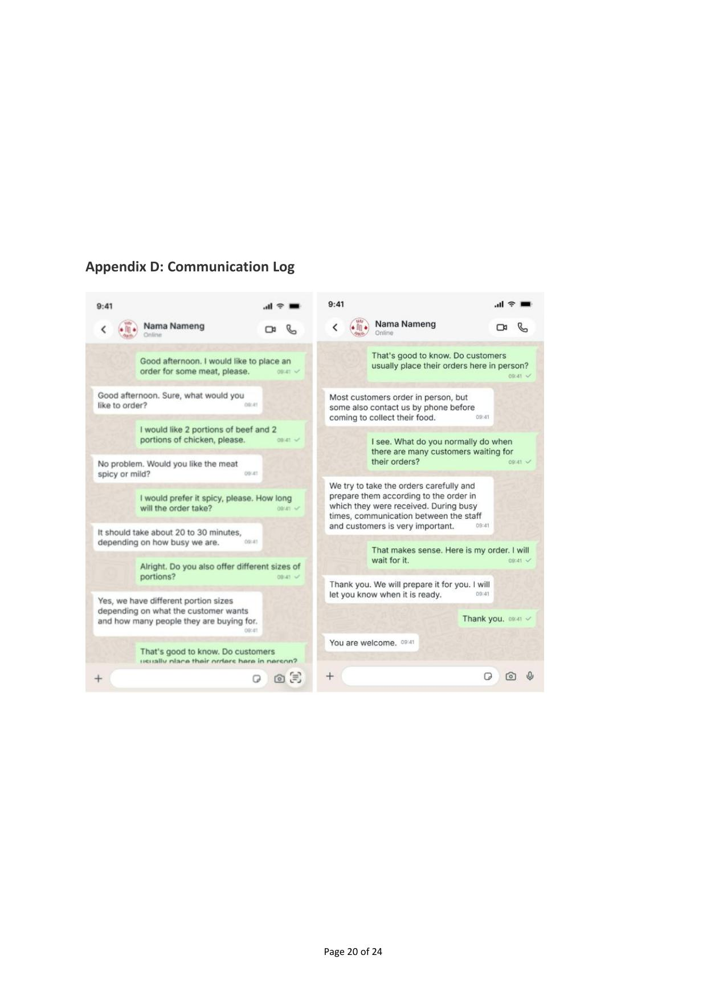 Appendix D: Communication Log
9:41
Nama Nameng
Online
Good afternoon. I would like to place an
order for some meat, please. 09:41
Good afternoon. Sure, what would you
like to order? 09:41
I would like 2 portions of beef and 2
portions of chicken, please. 09:41
No problem. Would you like the meat
spicy or mild? 09:41
I would prefer it spicy, please. How long
will the order take? 09:41
It should take about 20 to 30 minutes,
depending on how busy we are. 09:41
Alright. Do you also offer different sizes of
portions? 09:41
Yes, we have different portion sizes
depending on what the customer wants
and how many people they are buying for.
09:41
That's good to know. Do customers
usually place their orders here in person?
9:41
Nama Nameng
Online
That's good to know. Do customers
usually place their orders here in person?
09:41
Most customers order in person, but
some also contact us by phone before
coming to collect their food. 09:41
I see. What do you normally do when
there are many customers waiting for
their orders? 09:41
We try to take the orders carefully and
prepare them according to the order in
which they were received. During busy
times, communication between the staff
and customers is very important. 09:41
That makes sense. Here is my order. I will
wait for it. 09:41
Thank you. We will prepare it for you. I will
let you know when it is ready. 09:41
Thank you. 09:41
You are welcome. 09:41
Page 20 of 24